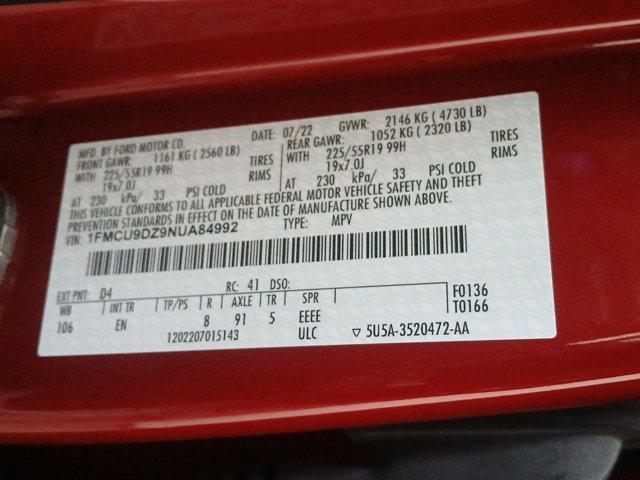 MFD. BY FORD MOTOR CO. DATE: 07/22 GVWR: 2146 KG ( 4730 LB)
FRONT GAWR: 1161 KG ( 2560 LB) REAR GAWR: 1052 KG ( 2320 LB)
WITH 225/55R19 99H TIRES WITH 225/55R19 99H TIRES
19x7.0J RIMS 19x7.0J RIMS
AT 230 kPa/ 33 PSI COLD AT 230 kPa/ 33 PSI COLD
THIS VEHICLE CONFORMS TO ALL APPLICABLE FEDERAL MOTOR VEHICLE SAFETY AND THEFT
PREVENTION STANDARDS IN EFFECT ON THE DATE OF MANUFACTURE SHOWN ABOVE.
VIN: 1FMCU9DZ9NUA84992 TYPE: MPV
EXT PNT: D4 RC: 41 DSO: F0136
WB INT TR TP/PS R AXLE TR SPR T0166
106 EN 8 91 5 EEEE
1202207015143 ULC ▽ 5U5A-3520472-AA